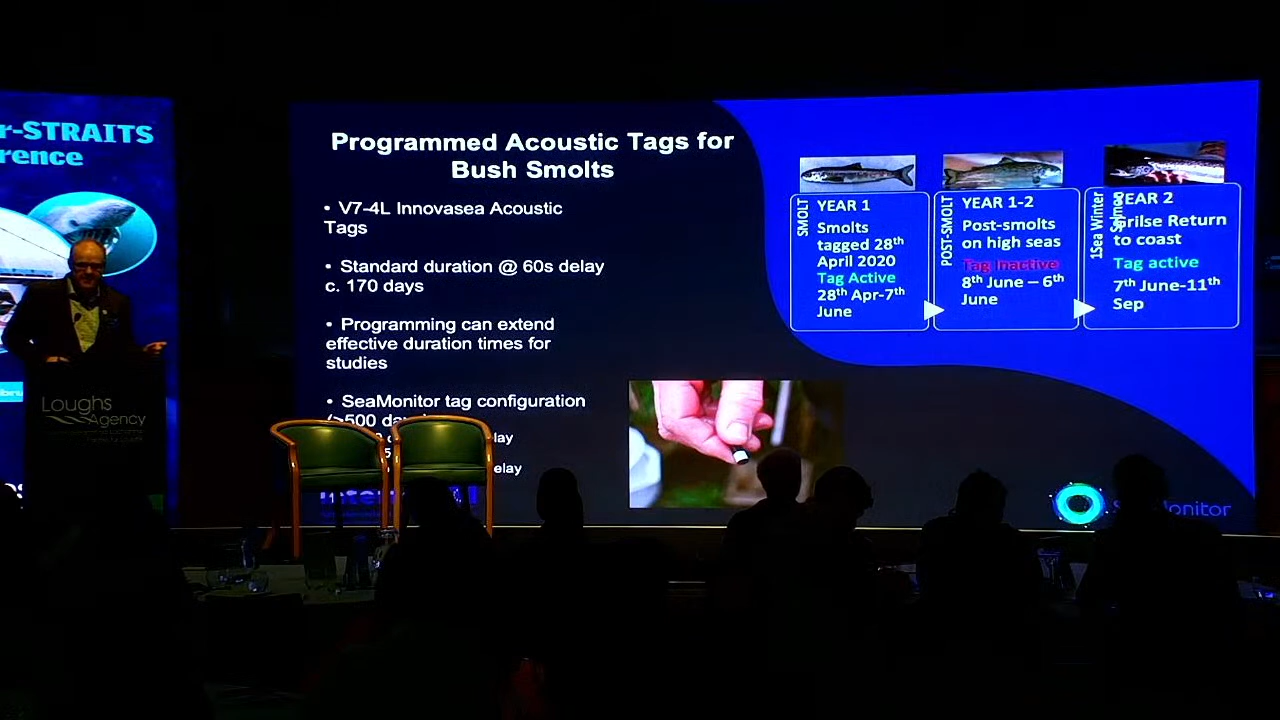 r-STRAITS
rence
Loughs
Agency
Programmed Acoustic Tags for
Bush Smolts
• V7-4L Innovasea Acoustic
Tags
• Standard duration @ 60s delay
c. 170 days
• Programming can extend
effective duration times for
studies
• SeaMonitor tag configuration
(>500 da
lay
elay
SMOLT
YEAR 1
Smolts
tagged 28th
April 2020
Tag Active
28th Apr-7th
June
POST-SMOLT
YEAR 1-2
Post-smolts
on high seas
Tag Inactive
8th June – 6th
June
1Sea Winter
Salmon
YEAR 2
Grilse Return
to coast
Tag active
7th June-11th
Sep
onitor